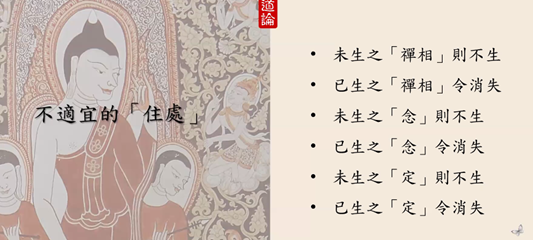 道論
不適宜的「住處」
• 未生之「禪相」則不生
• 已生之「禪相」令消失
• 未生之「念」則不生
• 已生之「念」令消失
• 未生之「定」則不生
• 已生之「定」令消失